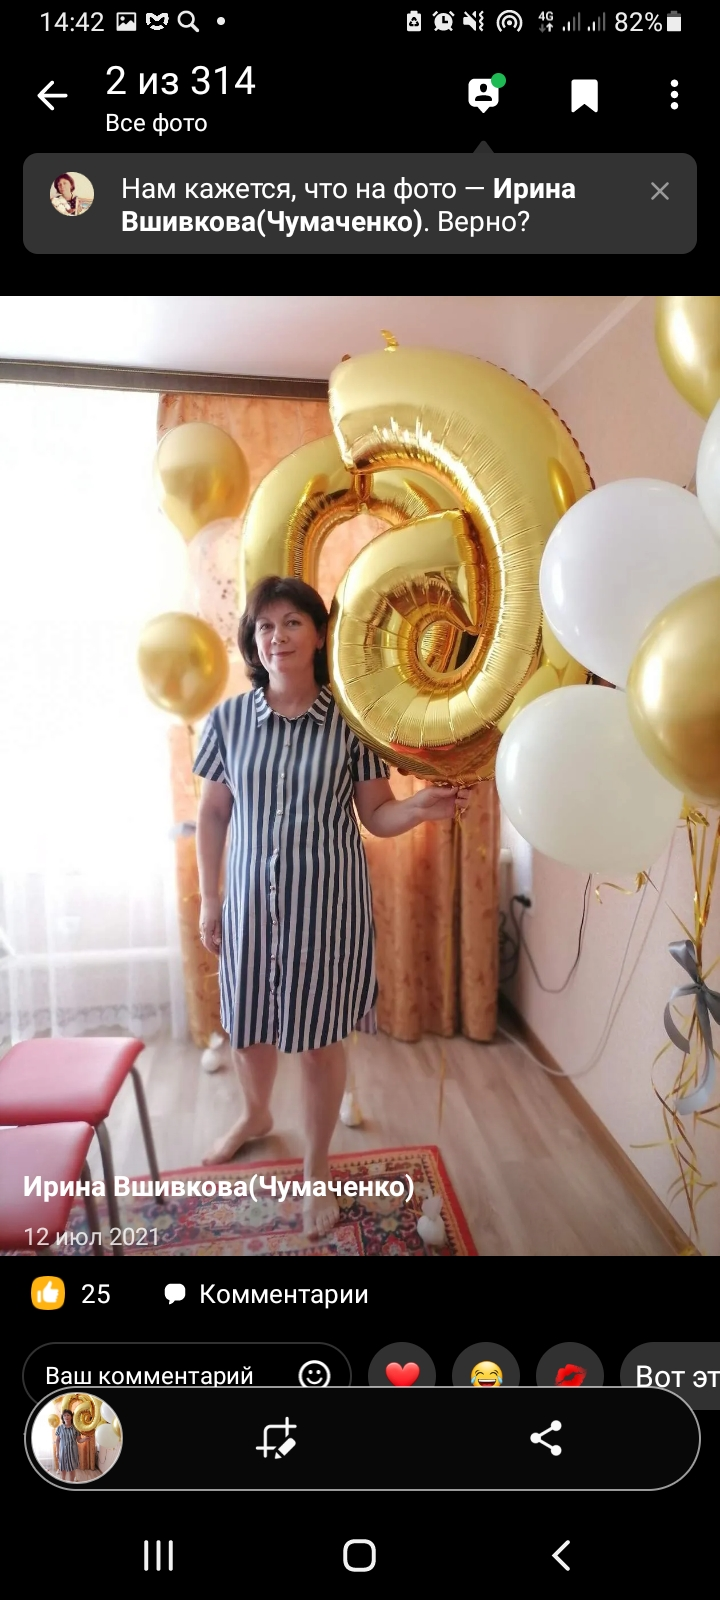 14:42
4G
82%
2 из 314
Все фото
Нам кажется, что на фото — Ирина
Вшивкова(Чумаченко). Верно?
Ирина Вшивкова(Чумаченко)
12 июл 2021
25
Комментарии
Ваш комментарий
Вот эт